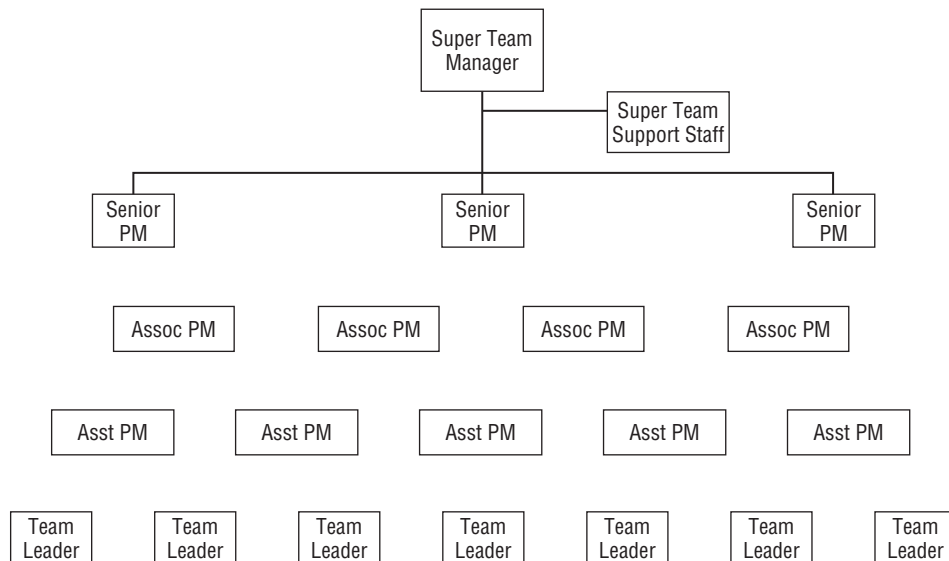 Super Team
Manager
Super Team
Support Staff
Senior
PM
Senior
PM
Senior
PM
Assoc PM
Assoc PM
Assoc PM
Assoc PM
Asst PM
Asst PM
Asst PM
Asst PM
Asst PM
Team
Leader
Team
Leader
Team
Leader
Team
Leader
Team
Leader
Team
Leader
Team
Leader